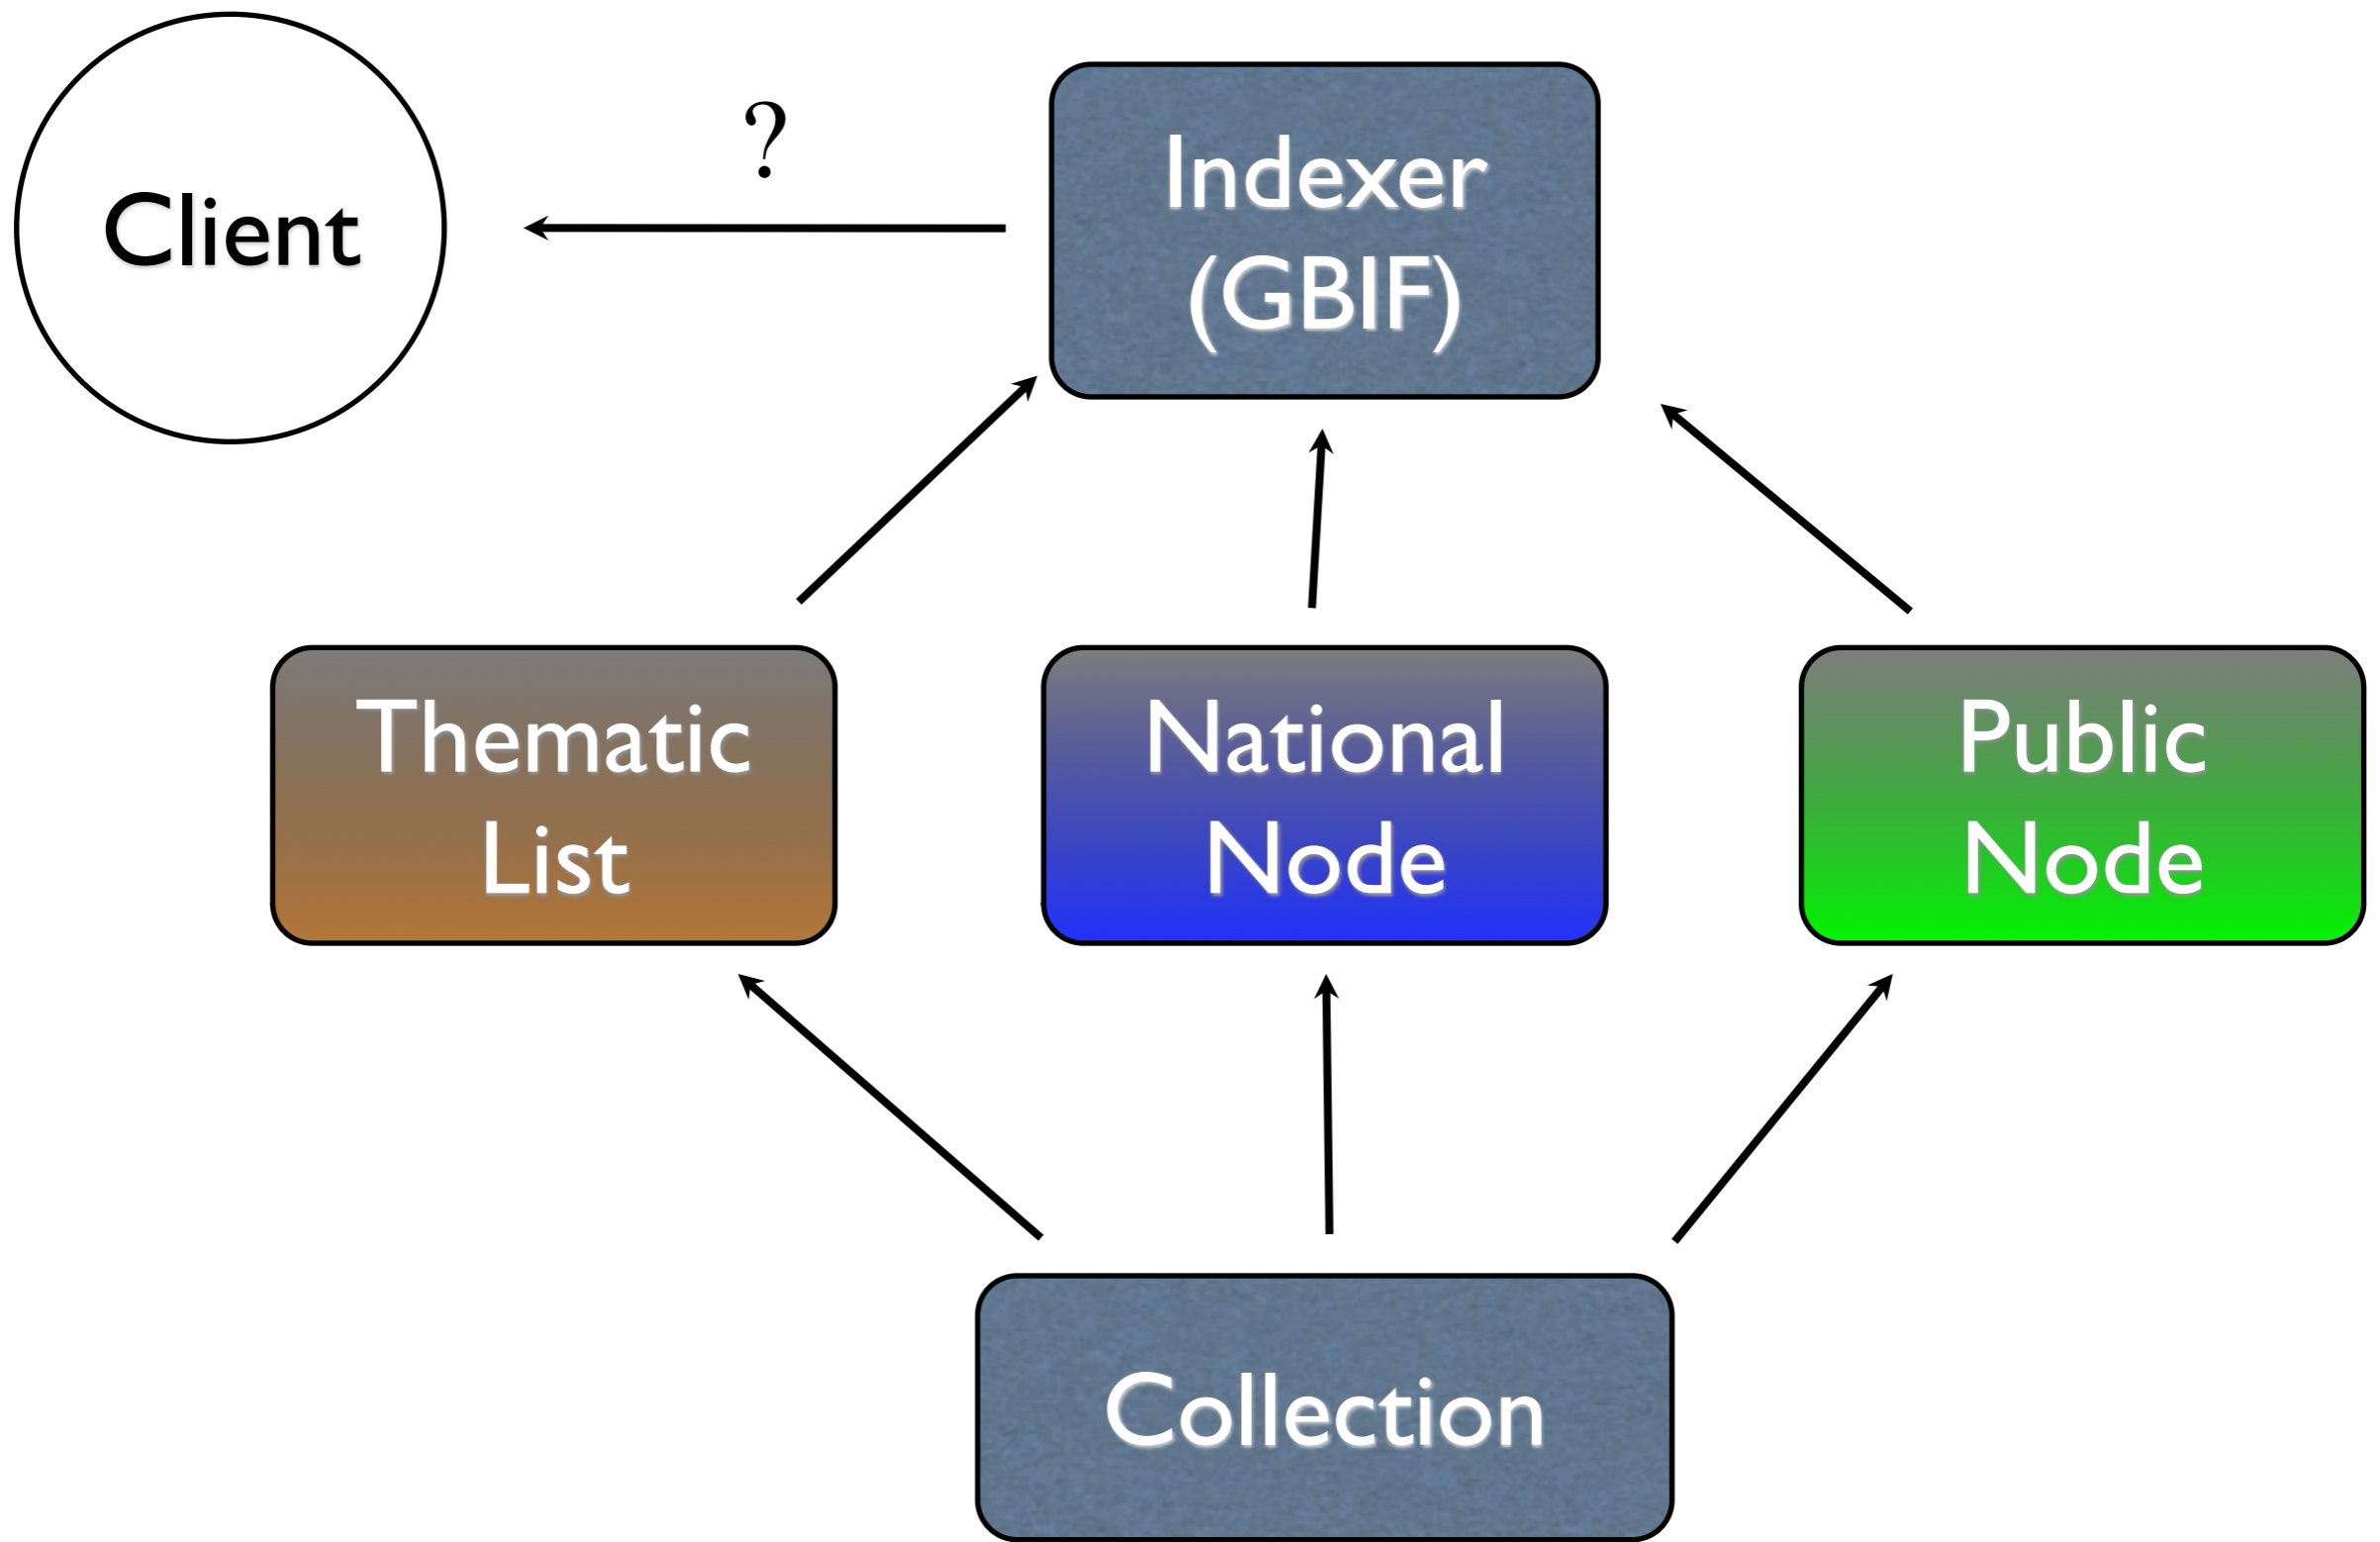 Client
?
Indexer
(GBIF)
Thematic
List
National
Node
Public
Node
Collection